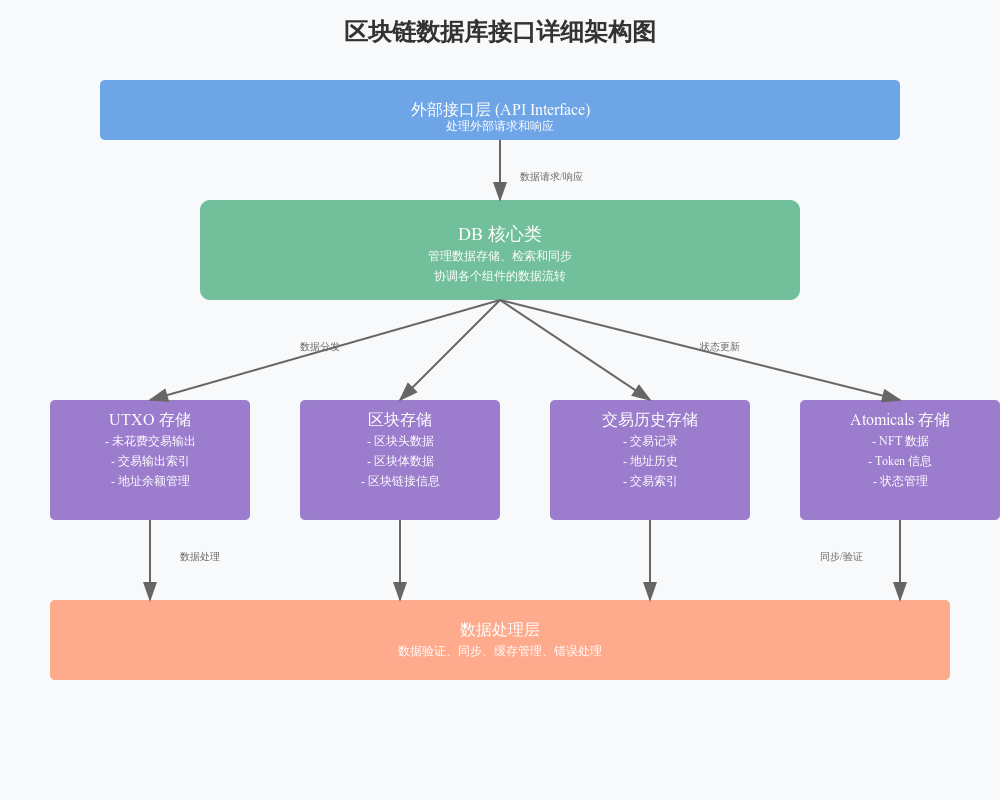 区块链数据库接口详细架构图
外部接口层 (API Interface)
处理外部请求和响应
数据请求/响应
DB 核心类
管理数据存储、检索和同步
协调各个组件的数据流转
数据分发
状态更新
UTXO 存储
- 未花费交易输出
- 交易输出索引
- 地址余额管理
区块存储
- 区块头数据
- 区块体数据
- 区块链接信息
交易历史存储
- 交易记录
- 地址历史
- 交易索引
Atomicals 存储
- NFT 数据
- Token 信息
- 状态管理
数据处理
同步/验证
数据处理层
数据验证、同步、缓存管理、错误处理